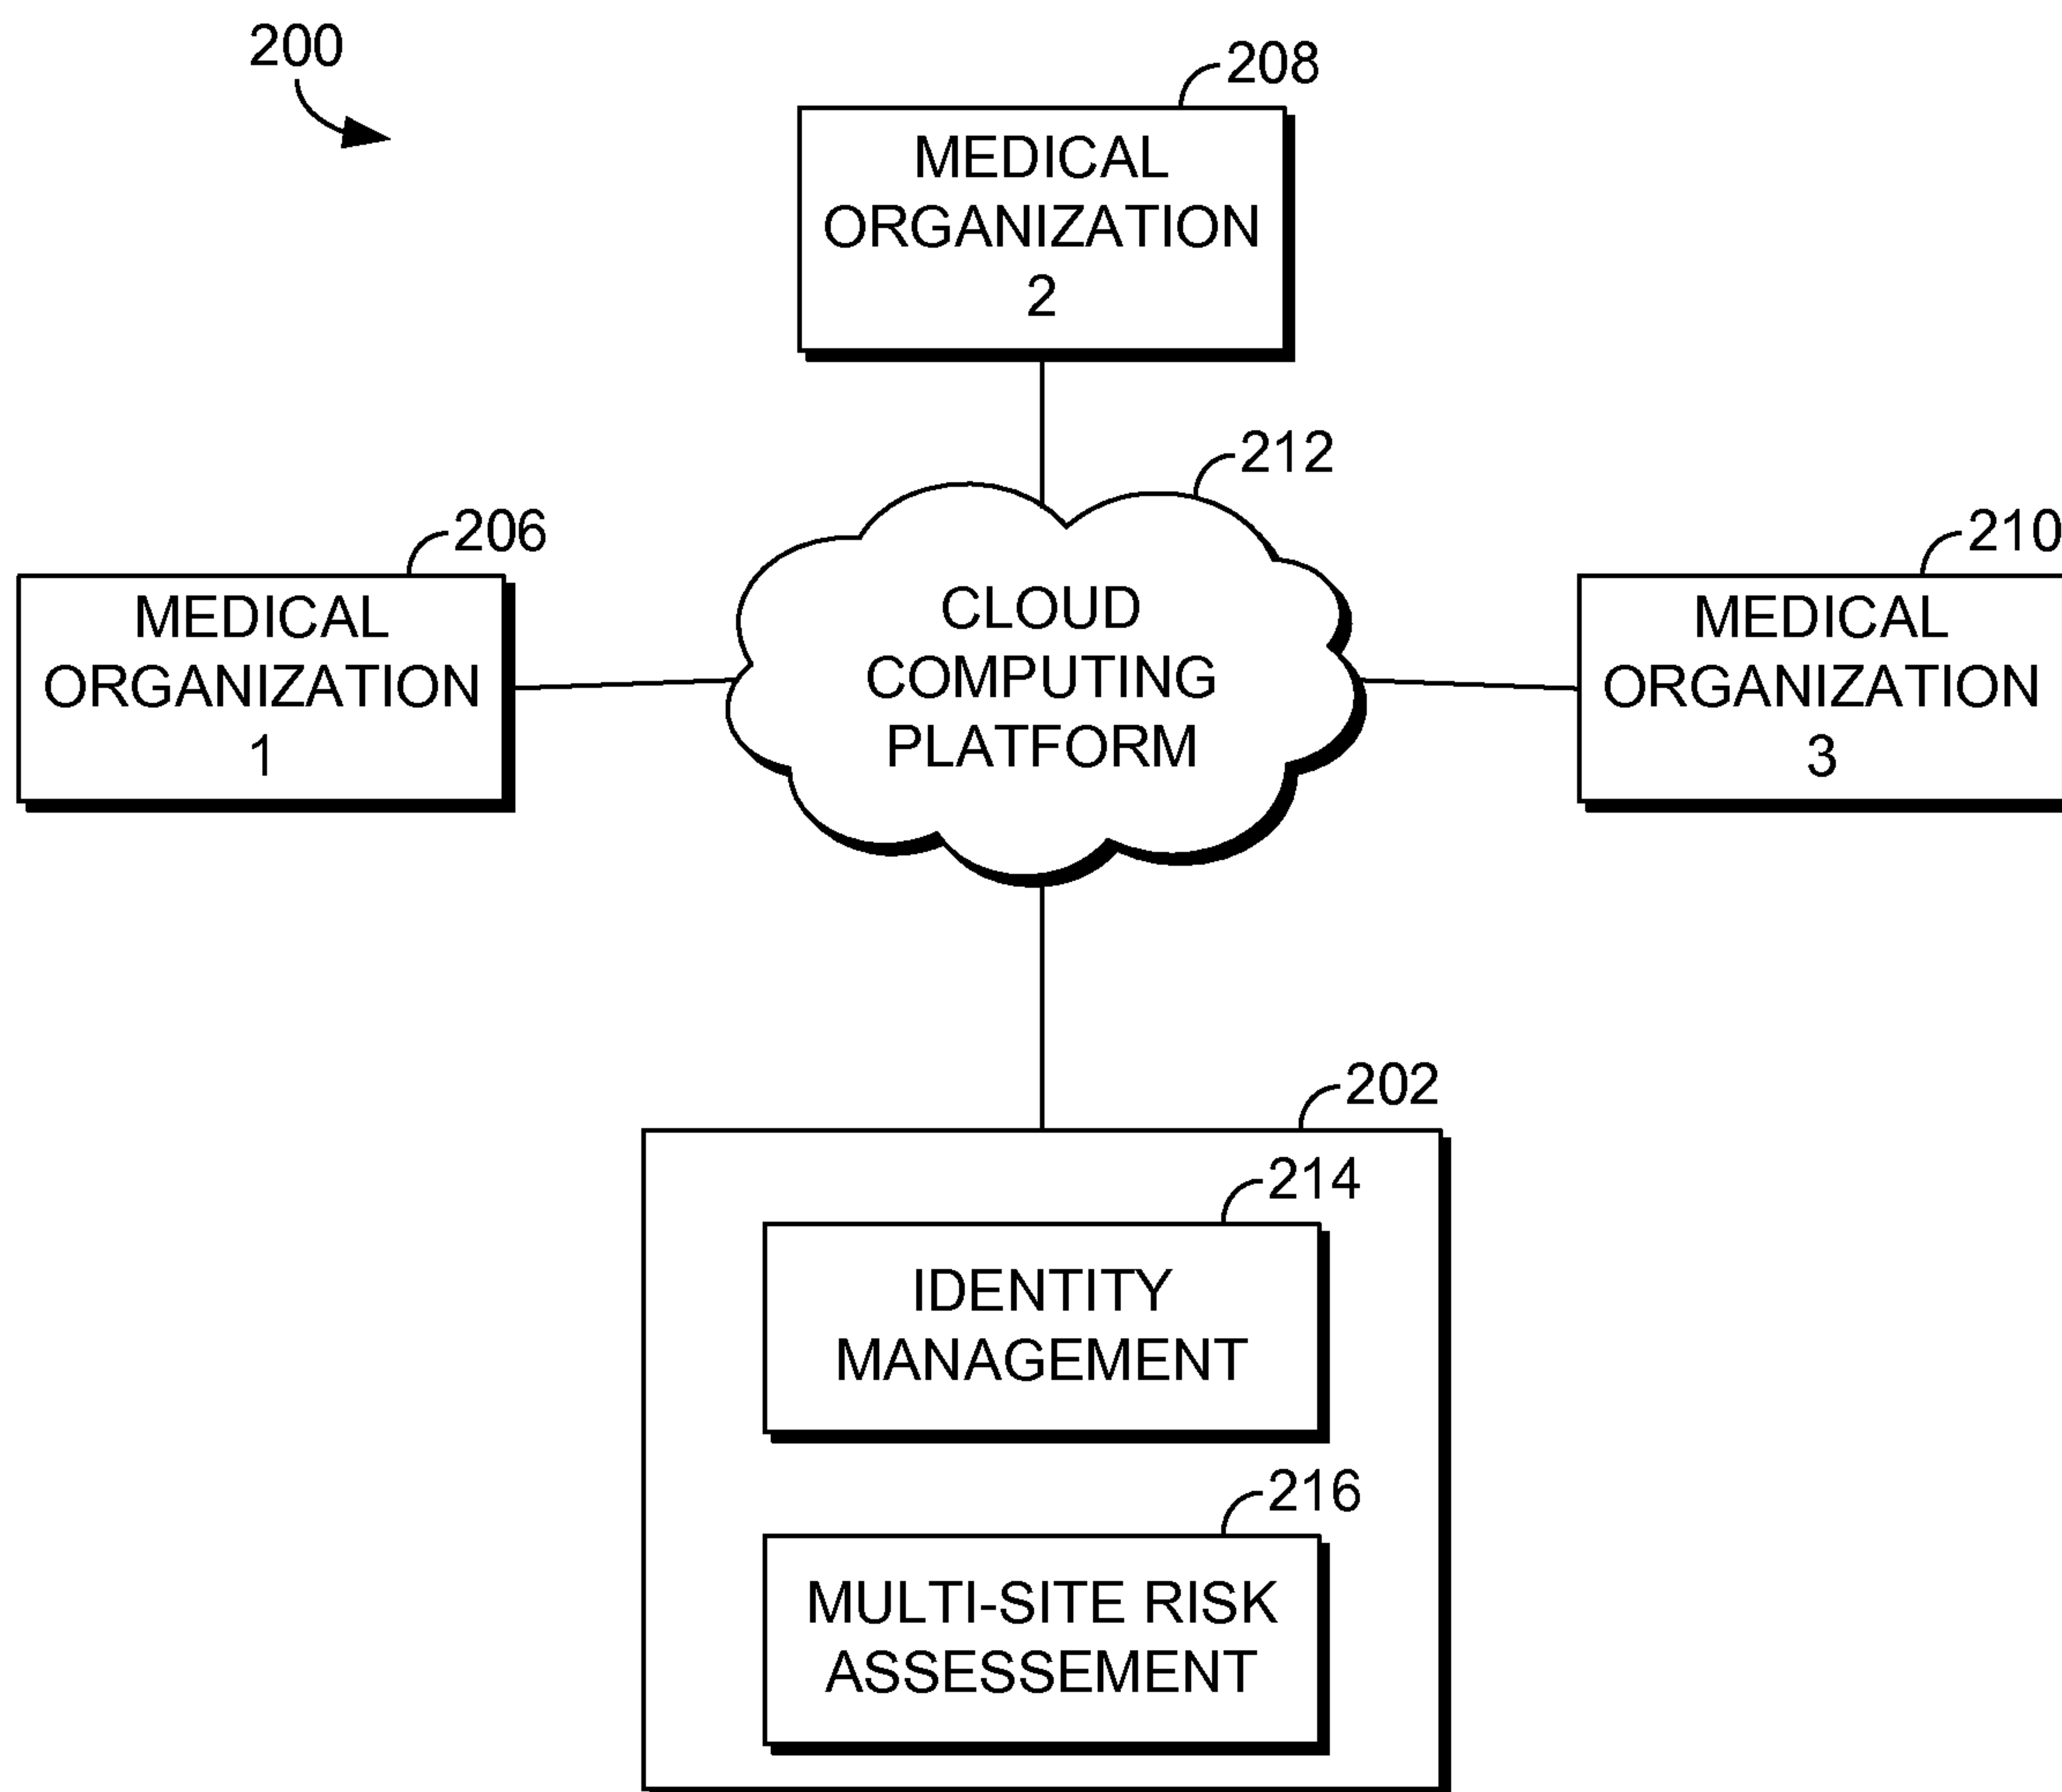 200
208
MEDICAL
ORGANIZATION
2
212
206
210
MEDICAL
ORGANIZATION
1
CLOUD
COMPUTING
PLATFORM
MEDICAL
ORGANIZATION
3
202
214
IDENTITY
MANAGEMENT
216
MULTI-SITE RISK
ASSESSEMENT